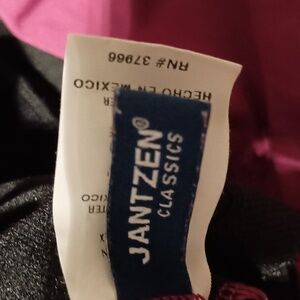 JANTZEN®
CLASSICS
HECHO EN MEXICO
RN# 37966